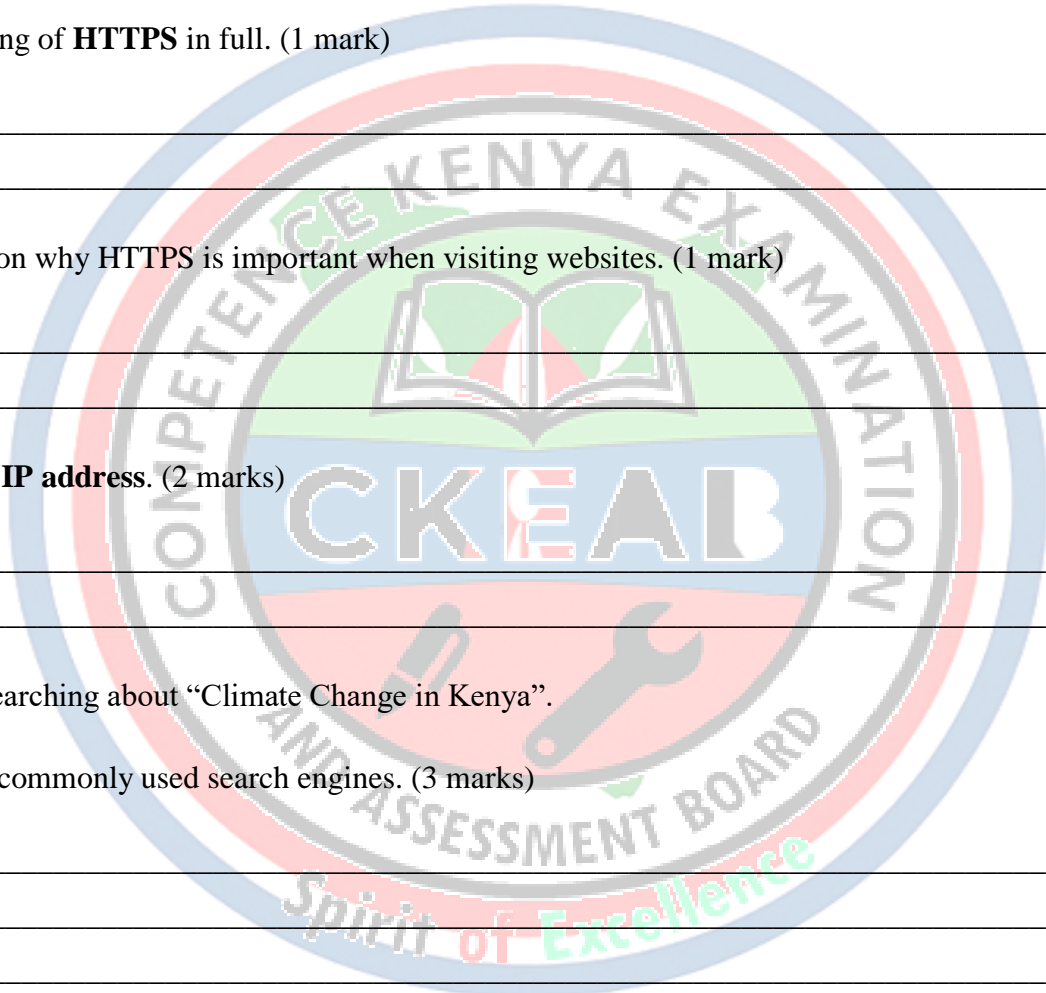 ng of HTTPS in full. (1 mark)
on why HTTPS is important when visiting websites. (1 mark)
IP address. (2 marks)
earching about “Climate Change in Kenya”.
commonly used search engines. (3 marks)
COMPETENCE KENYA EXAMINATION
CKEAB
AND ASSESSMENT BOARD
Spirit of Excellence